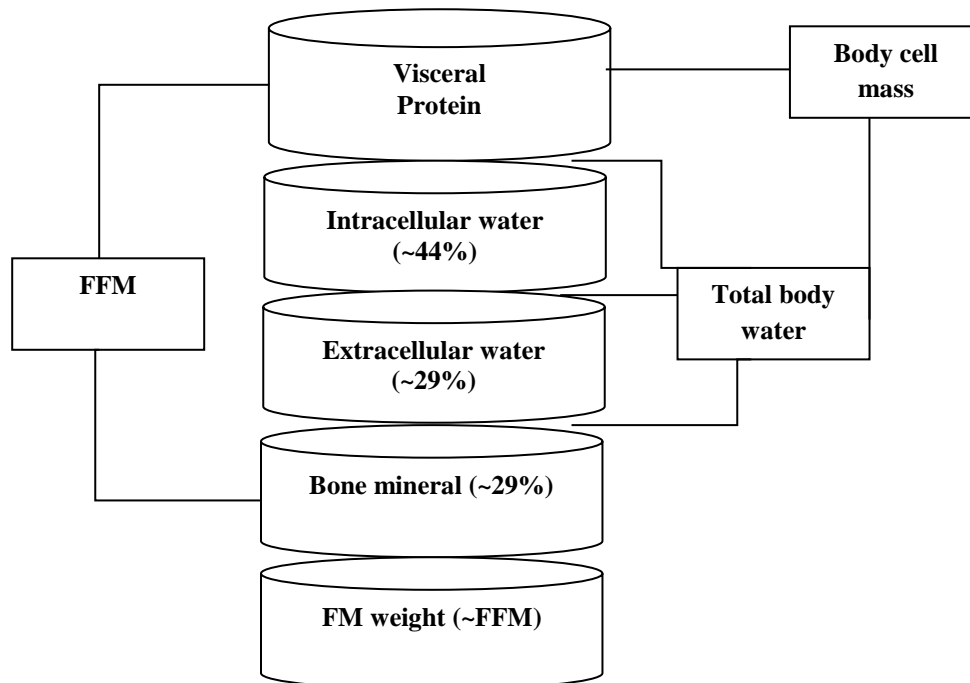 Visceral
Protein
Body cell
mass
Intracellular water
(~44%)
FFM
Total body
water
Extracellular water
(~29%)
Bone mineral (~29%)
FM weight (~FFM)